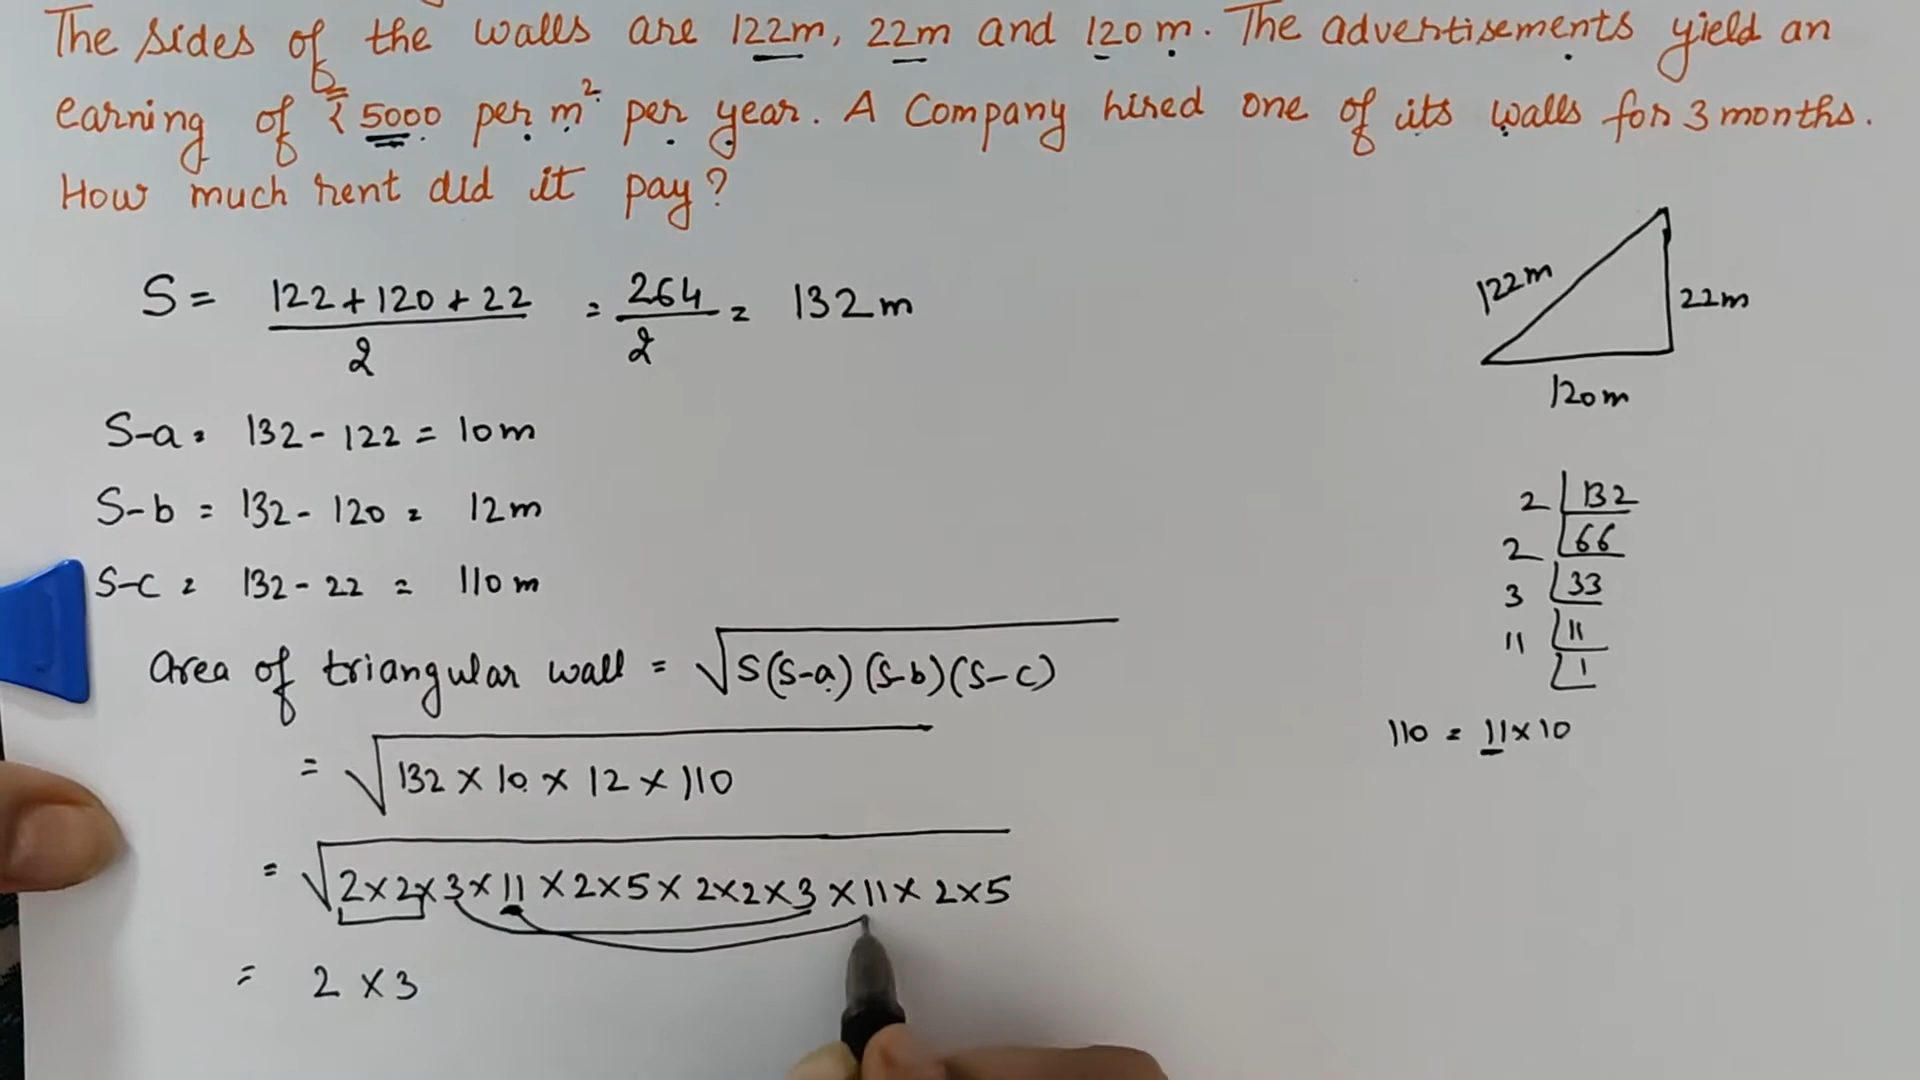 The sides of the walls are 122m, 22m and 120m. The advertisements yield an
earning of ₹ 5000 per m² per year. A Company hired one of its walls for 3 months.
How much rent did it pay?
S = (122+120+22)/2 = 264/2 = 132m
S-a = 132 - 122 = 10m
S-b = 132 - 120 = 12m
S-c = 132 - 22 = 110m
area of triangular wall = √S(S-a)(S-b)(S-c)
= √132 × 10 × 12 × 110
= √2×2×3×11×2×5×2×2×3×11×2×5
= 2 × 3
122m
22m
120m
2 | 132
2 | 66
3 | 33
11 | 11
1
110 = 11×10